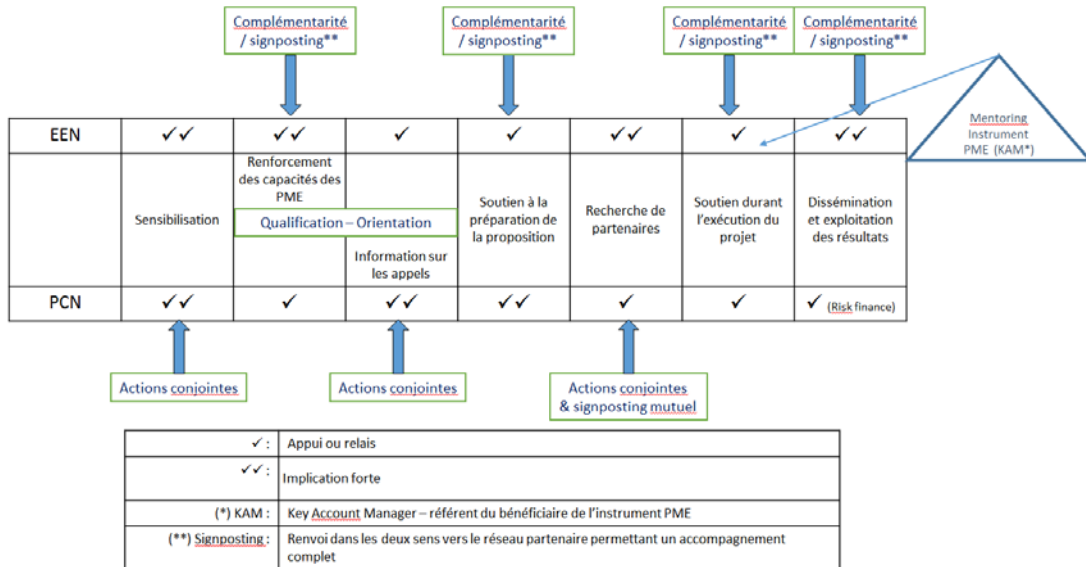 Complémentarité
/ signposting**
Complémentarité
/ signposting**
Complémentarité
/ signposting**
Complémentarité
/ signposting**
Mentoring
Instrument
PME (KAM*)
EEN ✓✓ ✓✓ ✓ ✓ ✓✓ ✓ ✓✓
Sensibilisation
Renforcement
des capacités des
PME
Qualification – Orientation
Information sur
les appels
Soutien à la
préparation de
la proposition
Recherche de
partenaires
Soutien durant
l'exécution du
projet
Dissémination
et exploitation
des résultats
PCN ✓✓ ✓ ✓✓ ✓✓ ✓ ✓ ✓ (Risk finance)
Actions conjointes
Actions conjointes
Actions conjointes
& signposting mutuel
✓ : Appui ou relais
✓✓ : Implication forte
(*) KAM : Key Account Manager – référent du bénéficiaire de l'instrument PME
(**) Signposting : Renvoi dans les deux sens vers le réseau partenaire permettant un accompagnement
complet